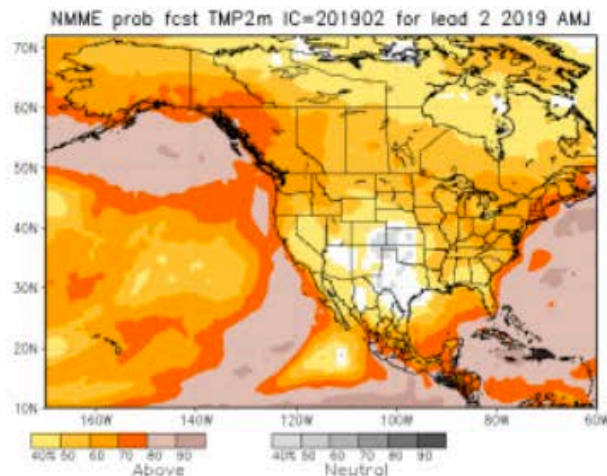 NMME prob fcst TMP2m IC=201902 for lead 2 2019 AMJ
70N
60N
50N
40N
30N
20N
10N
160W 140W 120W 100W 80W 60W
40% 50 60 70 80 90 40% 50 60 70 80 90
Above Neutral